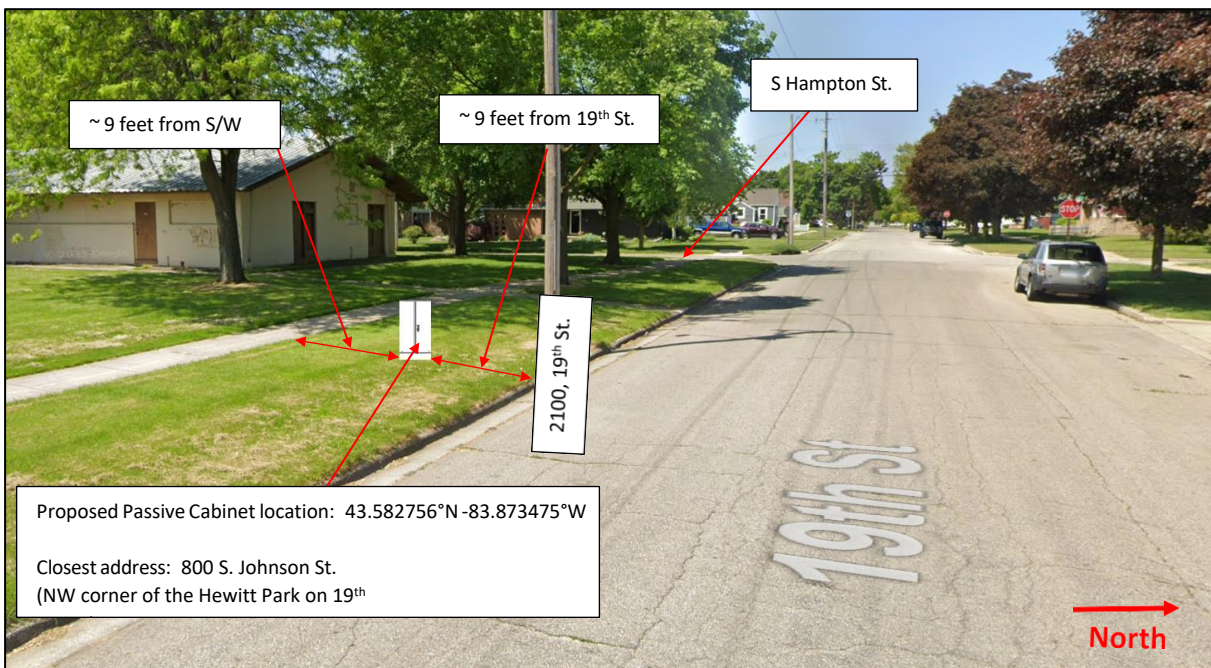 S Hampton St.
~ 9 feet from S/W
~ 9 feet from 19th St.
STOP
2100, 19th St.
19th St
Proposed Passive Cabinet location: 43.582756°N -83.873475°W
Closest address: 800 S. Johnson St.
(NW corner of the Hewitt Park on 19th
North